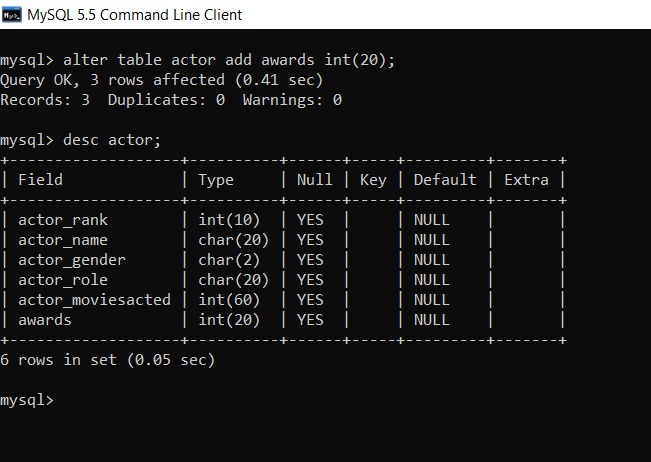 MySQL 5.5 Command Line Client
mysql> alter table actor add awards int(20);
Query OK, 3 rows affected (0.41 sec)
Records: 3  Duplicates: 0  Warnings: 0
mysql> desc actor;
+-------------------+----------+------+-----+---------+-------+
| Field             | Type     | Null | Key | Default | Extra |
+-------------------+----------+------+-----+---------+-------+
| actor_rank        | int(10)  | YES  |     | NULL    |       |
| actor_name        | char(20) | YES  |     | NULL    |       |
| actor_gender      | char(2)  | YES  |     | NULL    |       |
| actor_role        | char(20) | YES  |     | NULL    |       |
| actor_moviesacted | int(60)  | YES  |     | NULL    |       |
| awards            | int(20)  | YES  |     | NULL    |       |
+-------------------+----------+------+-----+---------+-------+
6 rows in set (0.05 sec)
mysql>